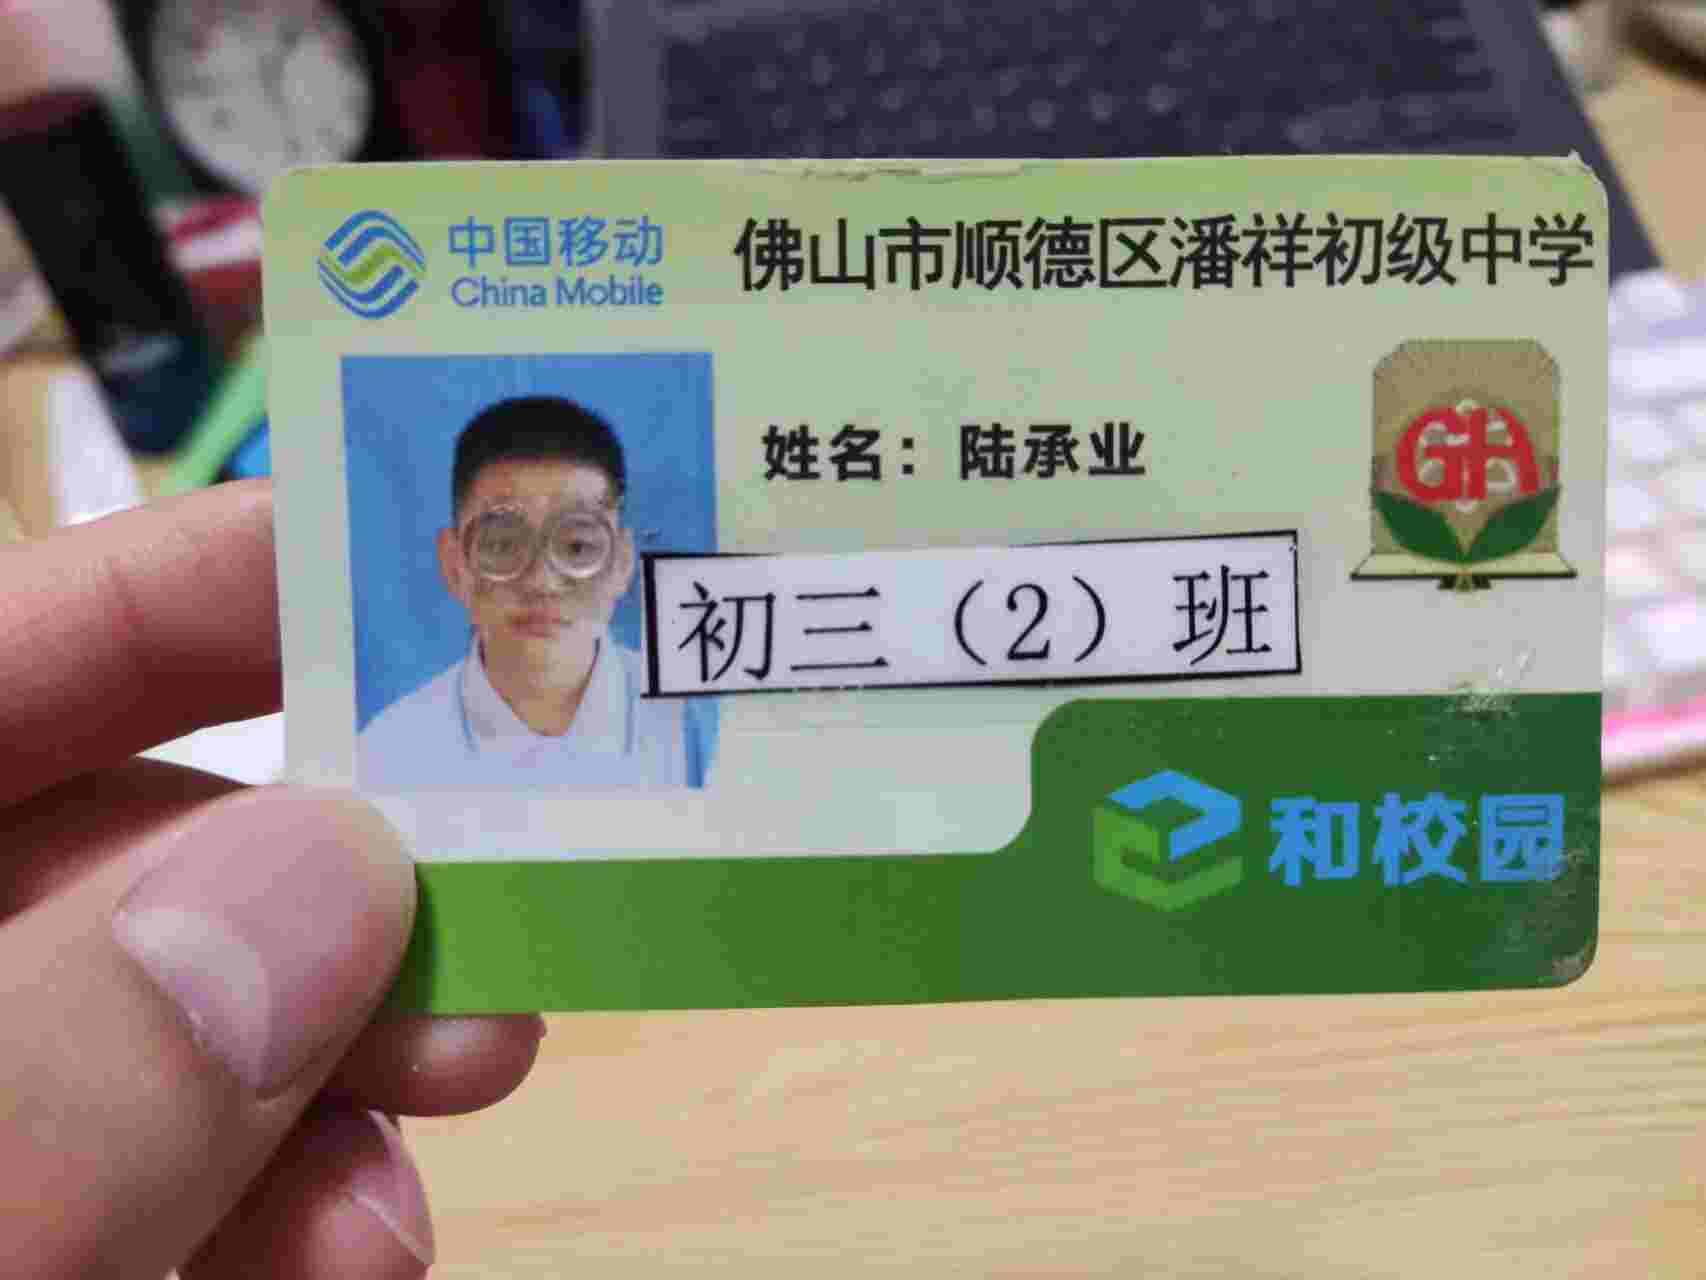 中国移动
China Mobile
佛山市顺德区潘祥初级中学
姓名：陆承业
GH
初三（2）班
和校园